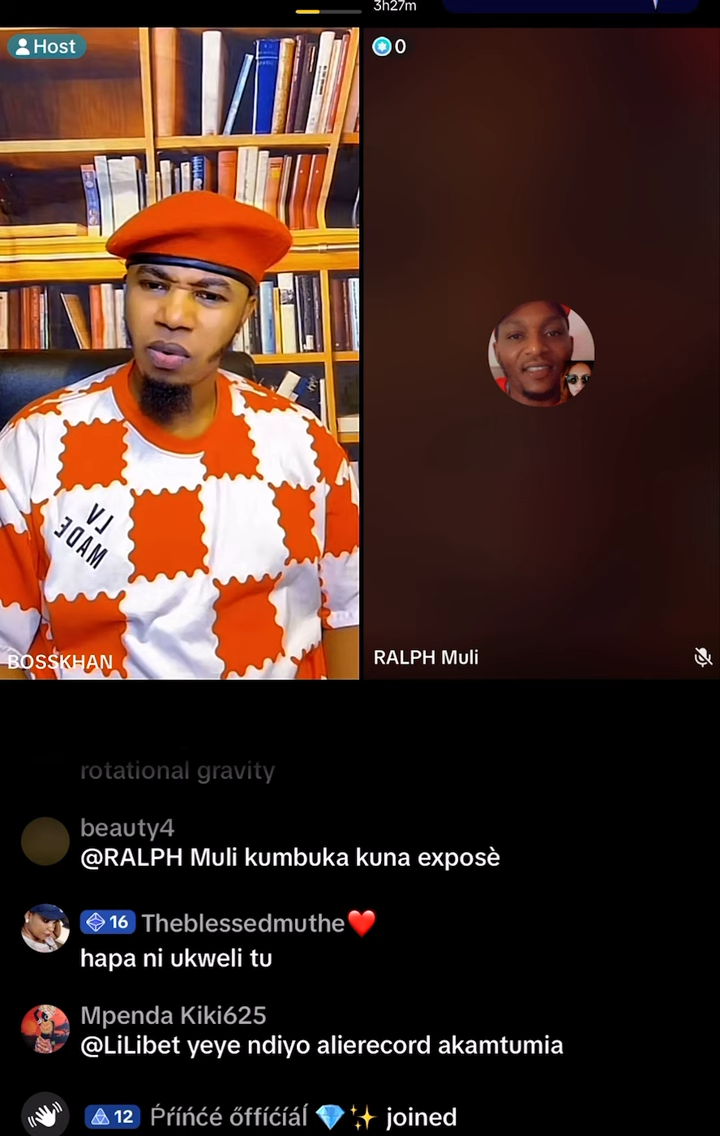 3h27m
Host
0
LV
MADE
BOSSKHAN
RALPH Muli
rotational gravity
beauty4
@RALPH Muli kumbuka kuna exposè
16 Theblessedmuthe❤️
hapa ni ukweli tu
Mpenda Kiki625
@LiLibet yeye ndiyo alierecord akamtumia
12 Ṕŕíńćé őffíćíáĺ 💎✨ joined